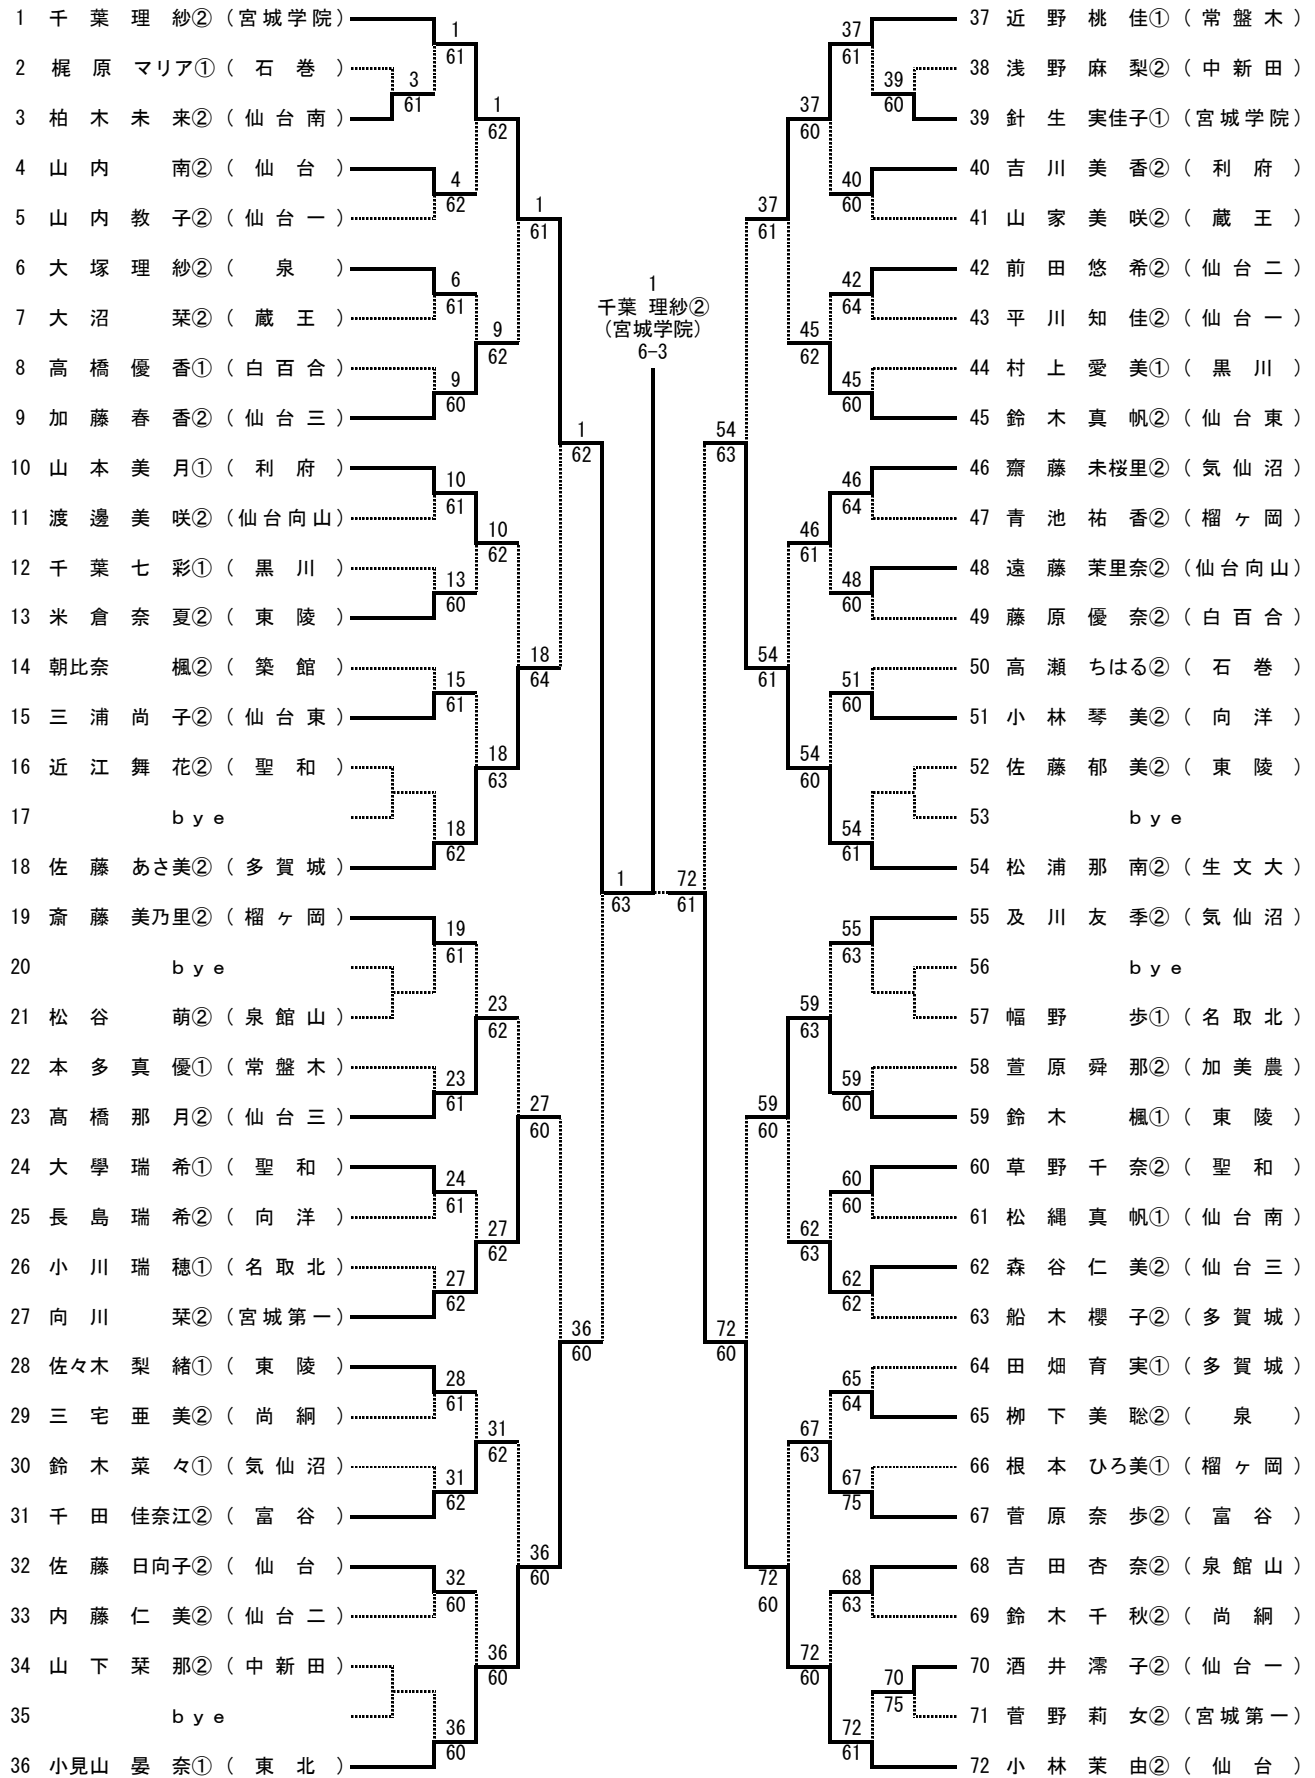 1 千葉 理紗② (宮城学院)
2 梶原 マリア① (石巻)
3 柏木 未来② (仙台南)
4 山内 南② (仙台)
5 山内 教子② (仙台一)
6 大塚 理紗② (泉)
7 大沼 栞② (蔵王)
8 高橋 優香① (白百合)
9 加藤 春香② (仙台三)
10 山本 美月① (利府)
11 渡邊 美咲② (仙台向山)
12 千葉 七彩① (黒川)
13 米倉 奈夏② (東陵)
14 朝比奈 楓② (築館)
15 三浦 尚子② (仙台東)
16 近江 舞花② (聖和)
17 ｂｙｅ
18 佐藤 あさ美② (多賀城)
19 斎藤 美乃里② (榴ヶ岡)
20 ｂｙｅ
21 松谷 萌② (泉館山)
22 本多 真優① (常盤木)
23 髙橋 那月② (仙台三)
24 大學 瑞希① (聖和)
25 長島 瑞希② (向洋)
26 小川 瑞穂① (名取北)
27 向川 栞② (宮城第一)
28 佐々木 梨緒① (東陵)
29 三宅 亜美② (尚絅)
30 鈴木 菜々① (気仙沼)
31 千田 佳奈江② (富谷)
32 佐藤 日向子② (仙台)
33 内藤 仁美② (仙台二)
34 山下 栞那② (中新田)
35 ｂｙｅ
36 小見山 晏奈① (東北)
3
61
1
61
4
62
6
61
9
60
10
61
13
60
15
61
18
62
19
61
23
61
24
61
27
62
28
61
31
62
32
60
36
60
1
62
9
62
10
62
18
63
23
62
27
62
31
62
36
60
1
61
18
64
27
60
36
60
1
62
36
60
1
63
1
千葉 理紗②
(宮城学院)
6-3
72
61
54
63
72
60
37
61
54
61
59
60
72
60
37
60
45
62
46
61
54
60
59
63
62
63
67
63
72
60
37
61
40
60
42
64
45
60
46
64
48
60
51
60
54
61
55
63
59
60
60
60
62
62
65
64
67
75
68
63
72
61
39
60
70
75
37 近野 桃佳① (常盤木)
38 浅野 麻梨② (中新田)
39 針生 実佳子① (宮城学院)
40 吉川 美香② (利府)
41 山家 美咲② (蔵王)
42 前田 悠希② (仙台二)
43 平川 知佳② (仙台一)
44 村上 愛美① (黒川)
45 鈴木 真帆② (仙台東)
46 齋藤 未桜里② (気仙沼)
47 青池 祐香② (榴ヶ岡)
48 遠藤 茉里奈② (仙台向山)
49 藤原 優奈② (白百合)
50 高瀬 ちはる② (石巻)
51 小林 琴美② (向洋)
52 佐藤 郁美② (東陵)
53 ｂｙｅ
54 松浦 那南② (生文大)
55 及川 友季② (気仙沼)
56 ｂｙｅ
57 幅野 歩① (名取北)
58 萱原 舜那② (加美農)
59 鈴木 楓① (東陵)
60 草野 千奈② (聖和)
61 松縄 真帆① (仙台南)
62 森谷 仁美② (仙台三)
63 船木 櫻子② (多賀城)
64 田畑 育実① (多賀城)
65 栁下 美聡② (泉)
66 根本 ひろ美① (榴ヶ岡)
67 菅原 奈歩② (富谷)
68 吉田 杏奈② (泉館山)
69 鈴木 千秋② (尚絅)
70 酒井 澪子② (仙台一)
71 菅野 莉女② (宮城第一)
72 小林 茉由② (仙台)